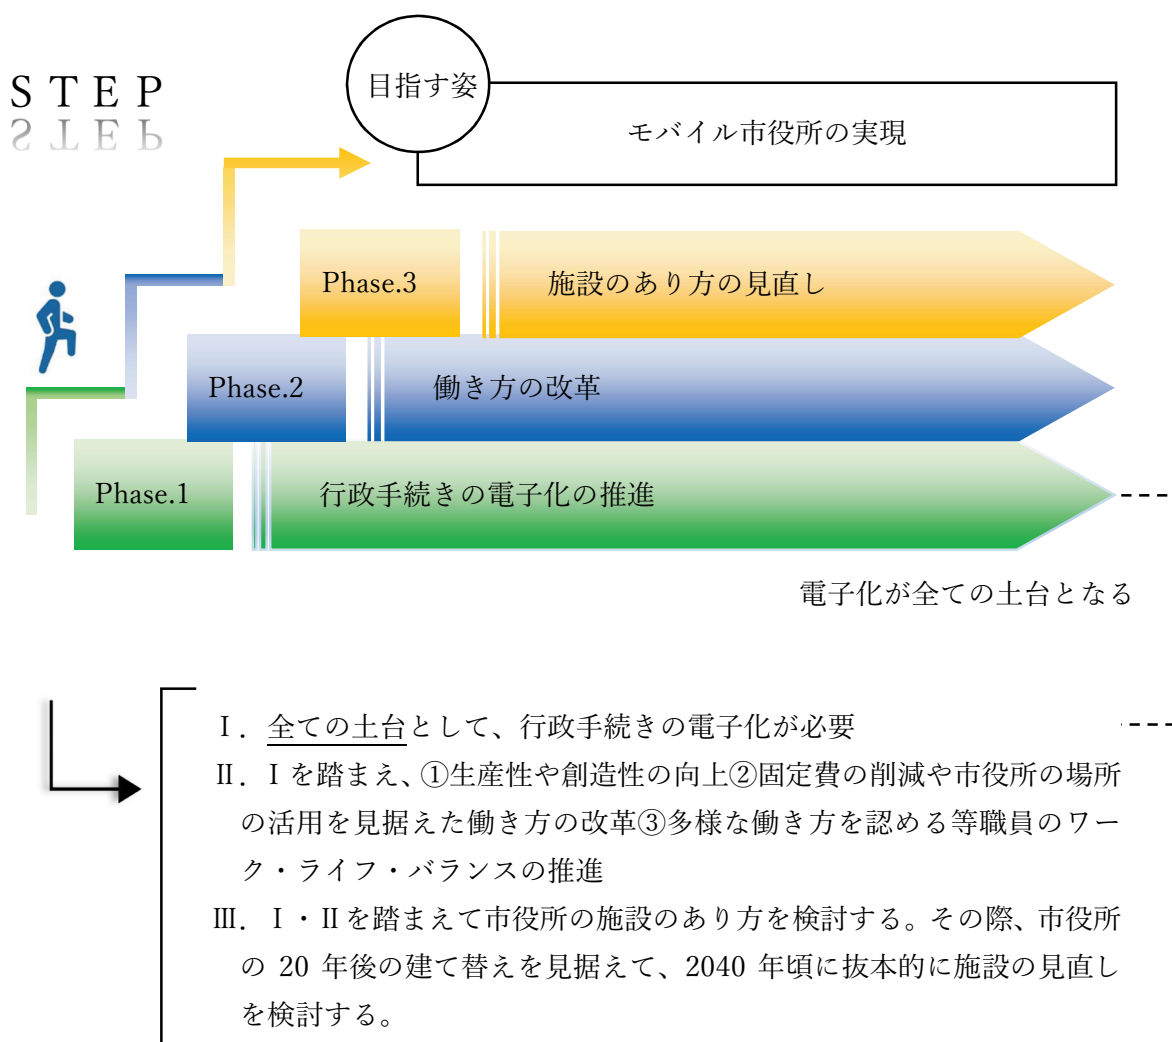 STEP
目指す姿
モバイル市役所の実現
Phase.3
施設のあり方の見直し
Phase.2
働き方の改革
Phase.1
行政手続きの電子化の推進
電子化が全ての土台となる
Ⅰ．全ての土台として、行政手続きの電子化が必要
Ⅱ．Ⅰを踏まえ、①生産性や創造性の向上②固定費の削減や市役所の場所
の活用を見据えた働き方の改革③多様な働き方を認める等職員のワー
ク・ライフ・バランスの推進
Ⅲ．Ⅰ・Ⅱを踏まえて市役所の施設のあり方を検討する。その際、市役所
の 20 年後の建て替えを見据えて、2040 年頃に抜本的に施設の見直し
を検討する。